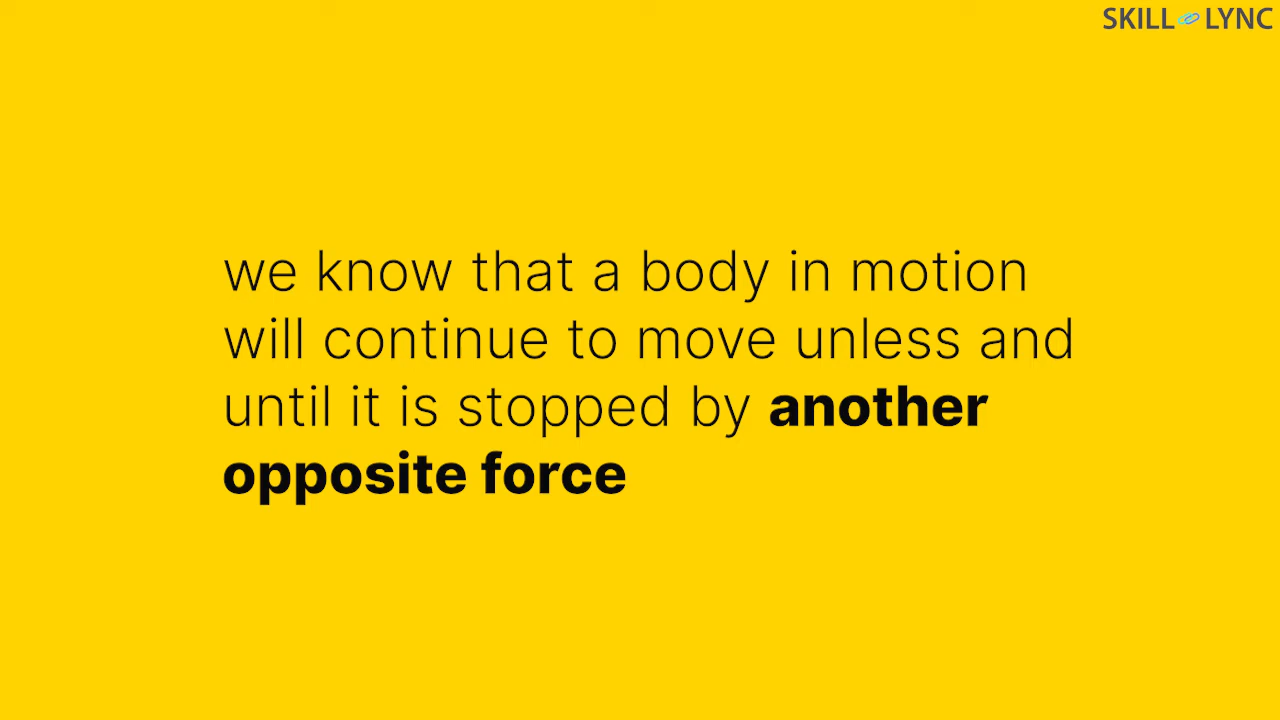 SKILL LYNC
we know that a body in motion
will continue to move unless and
until it is stopped by another
opposite force